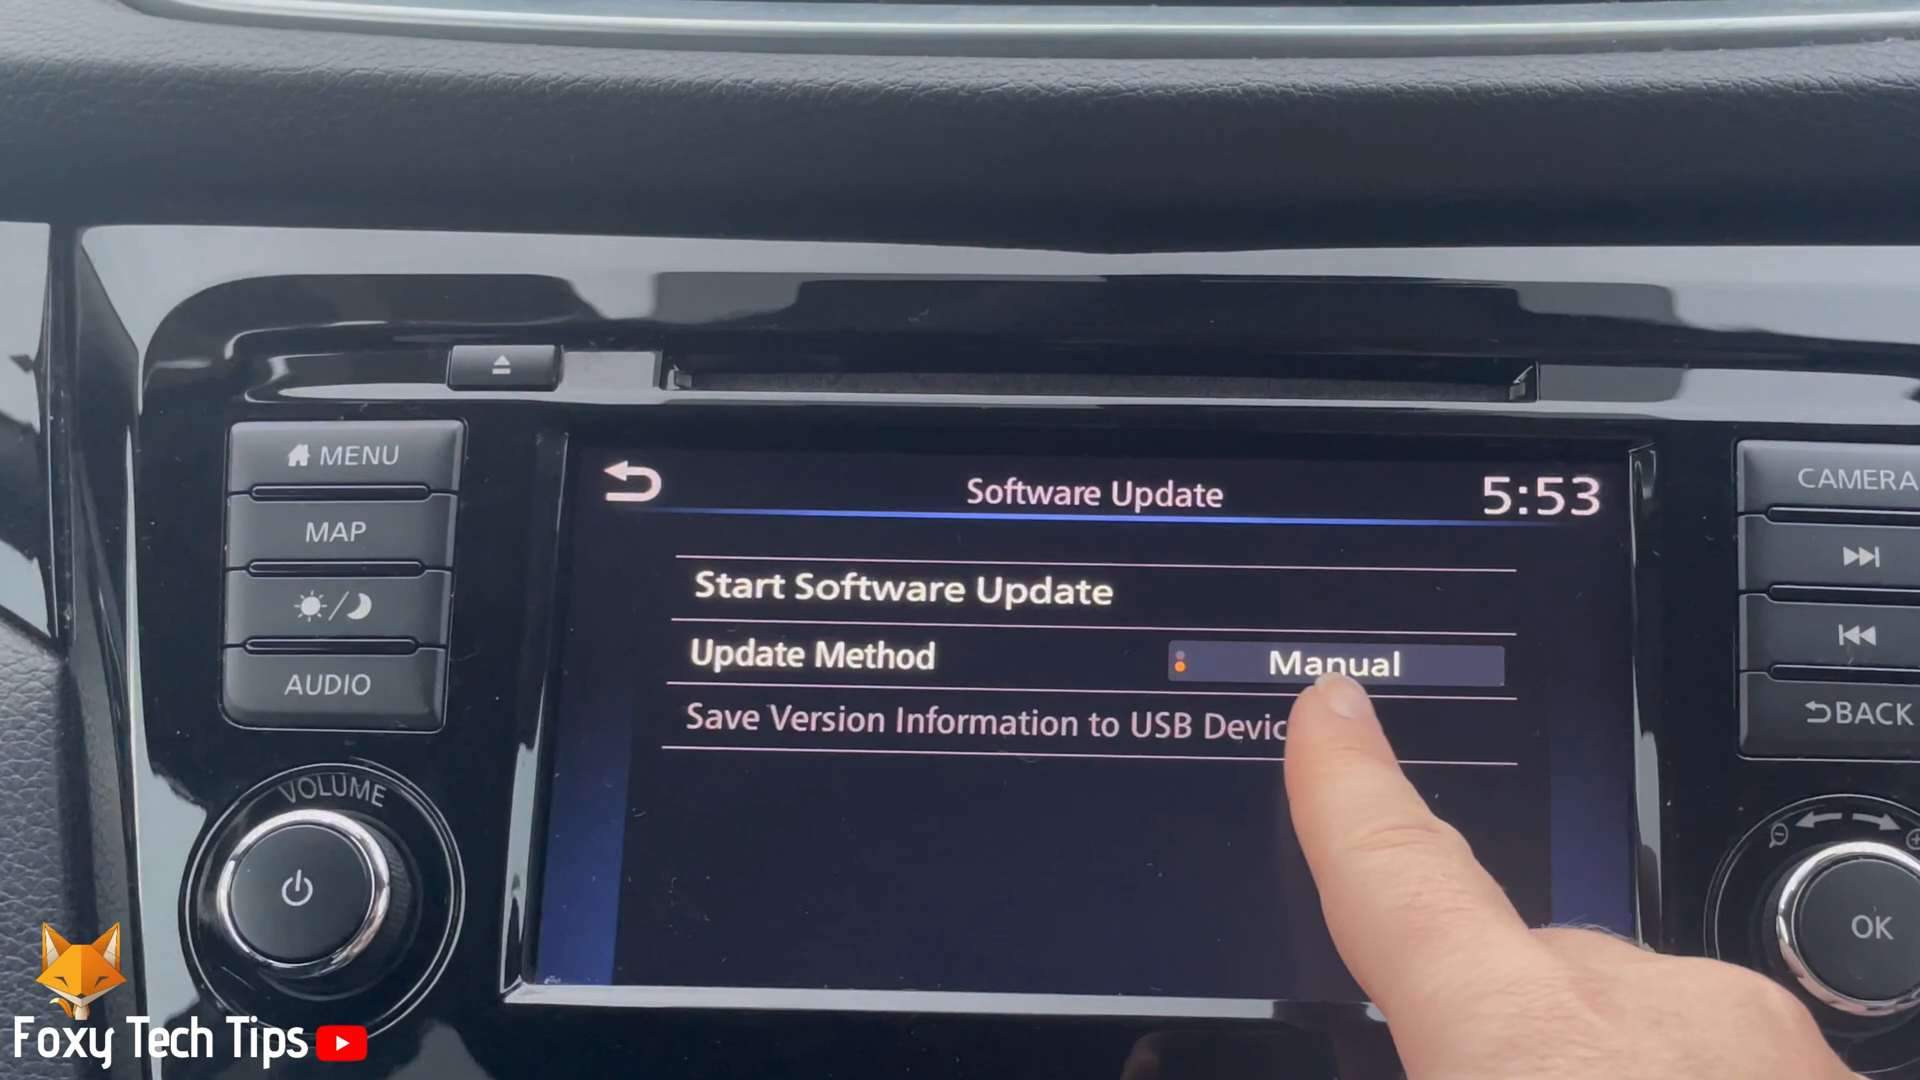 MENU
MAP
AUDIO
VOLUME
Software Update
5:53
Start Software Update
Update Method
Manual
Save Version Information to USB Devic
CAMERA
BACK
OK
Foxy Tech Tips